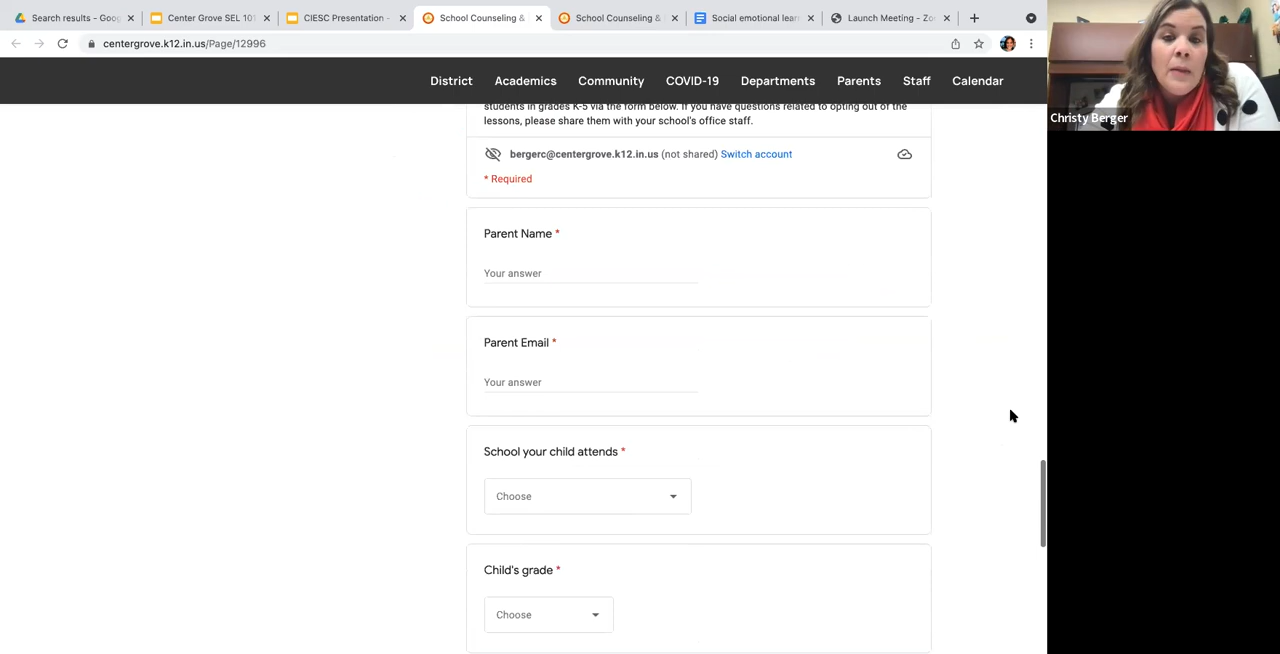 Search results - Goog
Center Grove SEL 101
CIESC Presentation -
School Counseling &
School Counseling &
Social emotional lear
Launch Meeting - Zo
centergrove.k12.in.us/Page/12996
District
Academics
Community
COVID-19
Departments
Parents
Staff
Calendar
Christy Berger
students in grades K-5 via the form below. If you have questions related to opting out of the
lessons, please share them with your school's office staff.
bergerc@centergrove.k12.in.us (not shared) Switch account
* Required
Parent Name *
Your answer
Parent Email *
Your answer
School your child attends *
Choose
Child's grade *
Choose